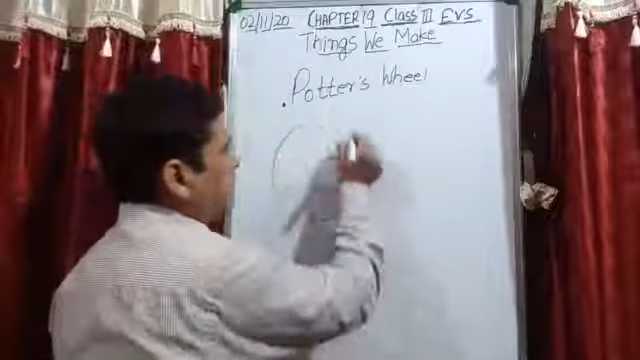 02/11/20 CHAPTER 19 Class III EVS
Things We Make
. Potter's Wheel